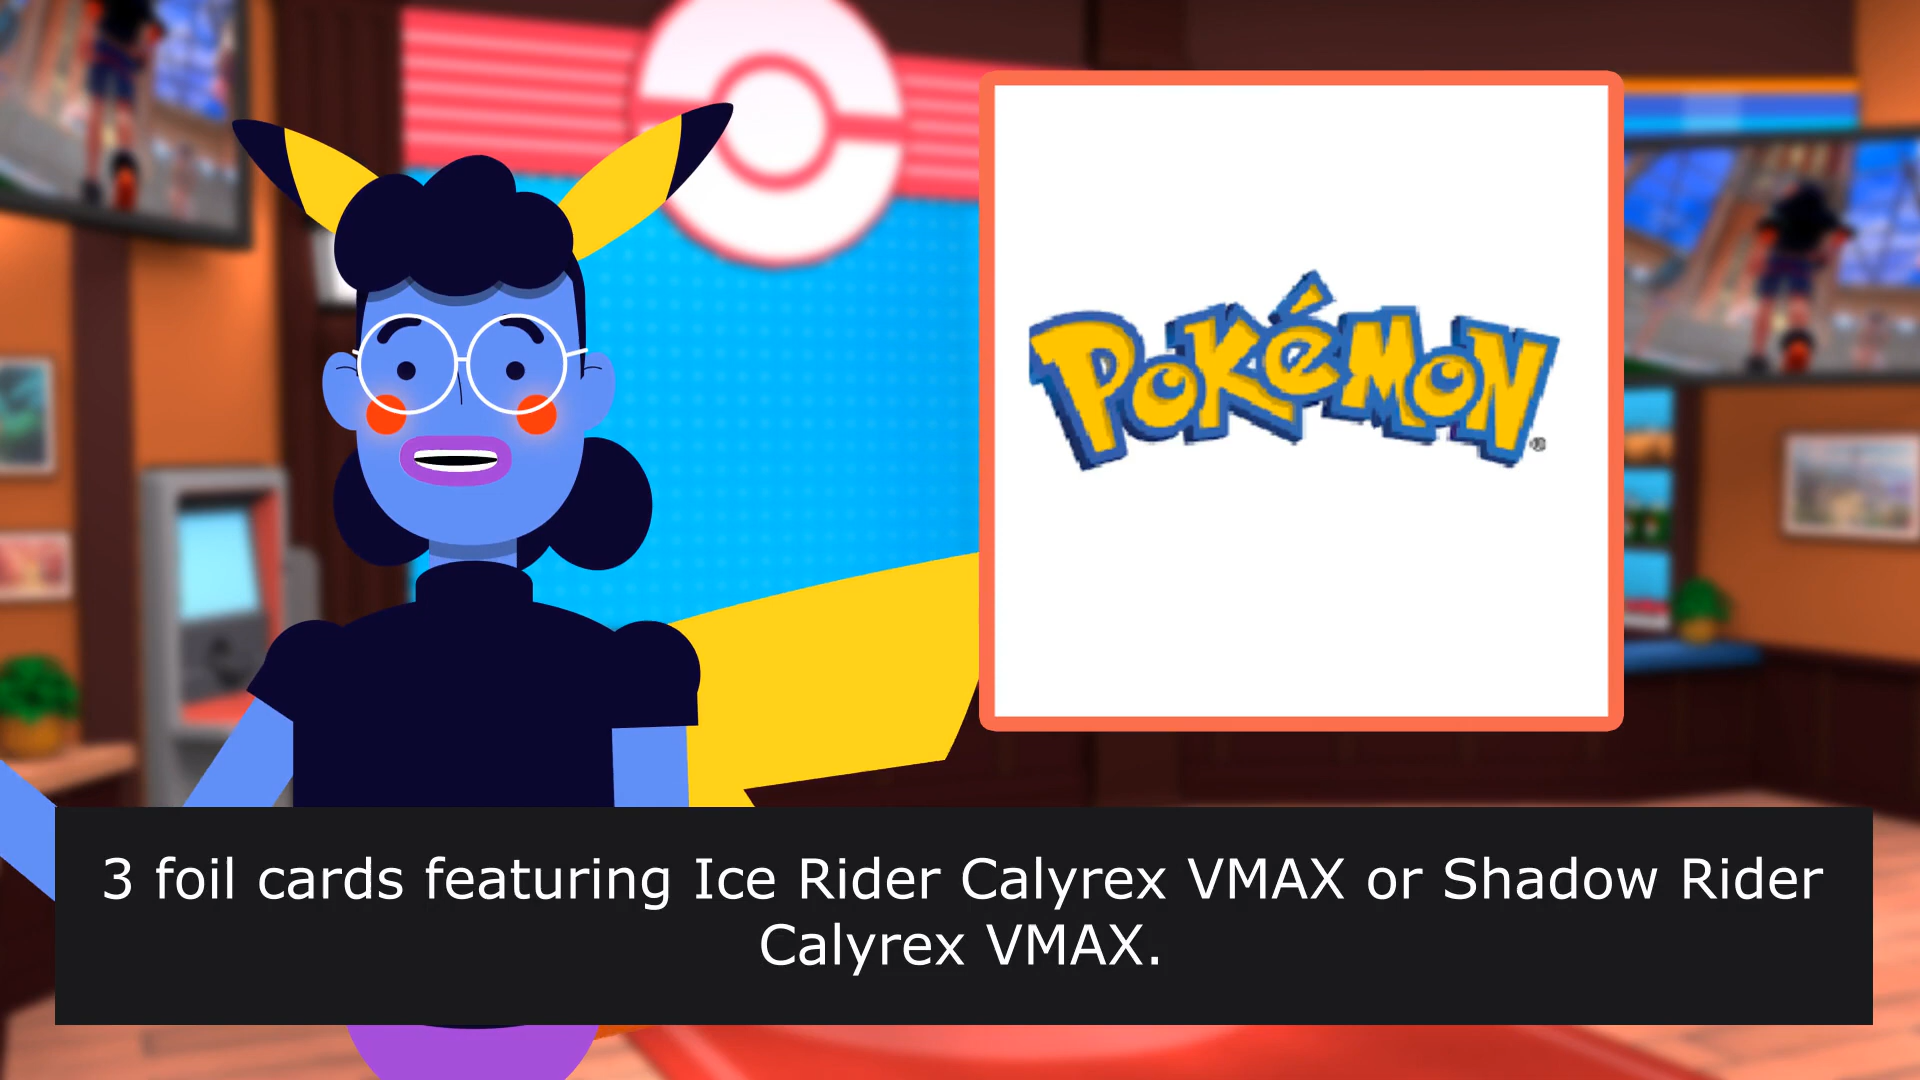 Pokémon
®
3 foil cards featuring Ice Rider Calyrex VMAX or Shadow Rider
Calyrex VMAX.